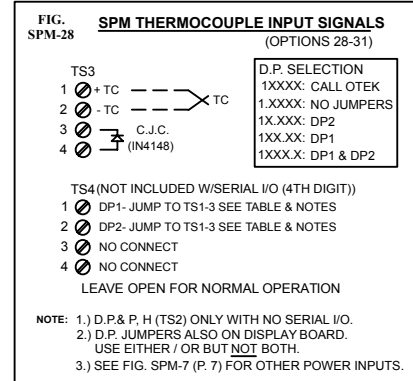 FIG. SPM-28
SPM THERMOCOUPLE INPUT SIGNALS
(OPTIONS 28-31)
TS3
1 + TC
2 - TC
TC
3
4
C.J.C.
(IN4148)
D.P. SELECTION
1XXXX: CALL OTEK
1.XXXX: NO JUMPERS
1X.XXX: DP2
1XX.XX: DP1
1XXX.X: DP1 & DP2
TS4 (NOT INCLUDED W/SERIAL I/O (4TH DIGIT))
1 DP1- JUMP TO TS1-3 SEE TABLE & NOTES
2 DP2- JUMP TO TS1-3 SEE TABLE & NOTES
3 NO CONNECT
4 NO CONNECT
LEAVE OPEN FOR NORMAL OPERATION
NOTE: 1.) D.P.& P, H (TS2) ONLY WITH NO SERIAL I/O.
2.) D.P. JUMPERS ALSO ON DISPLAY BOARD.
USE EITHER / OR BUT NOT BOTH.
3.) SEE FIG. SPM-7 (P. 7) FOR OTHER POWER INPUTS.